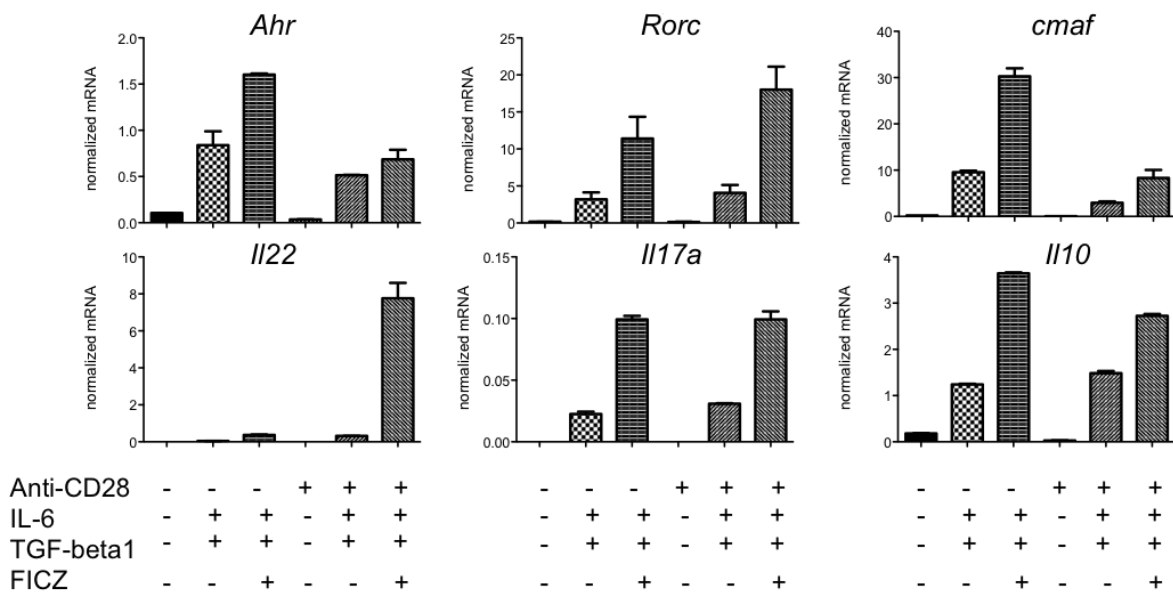 Ahr Rorc cmaf
normalized mRNA normalized mRNA normalized mRNA
2.0 25 40
1.5 20 30
1.0 15 20
0.5 10 10
0.0 5 0
0
Il22 Il17a Il10
normalized mRNA normalized mRNA normalized mRNA
10 0.15 4
8 0.10 3
6 0.05 2
4 0.00 1
2 0
0
Anti-CD28 - - - + + + - - - + + + - - - + + +
IL-6 - + + - + + - + + - + + - + + - + +
TGF-beta1 - + + - + + - + + - + + - + + - + +
FICZ - - + - - + - - + - - + - - + - - +